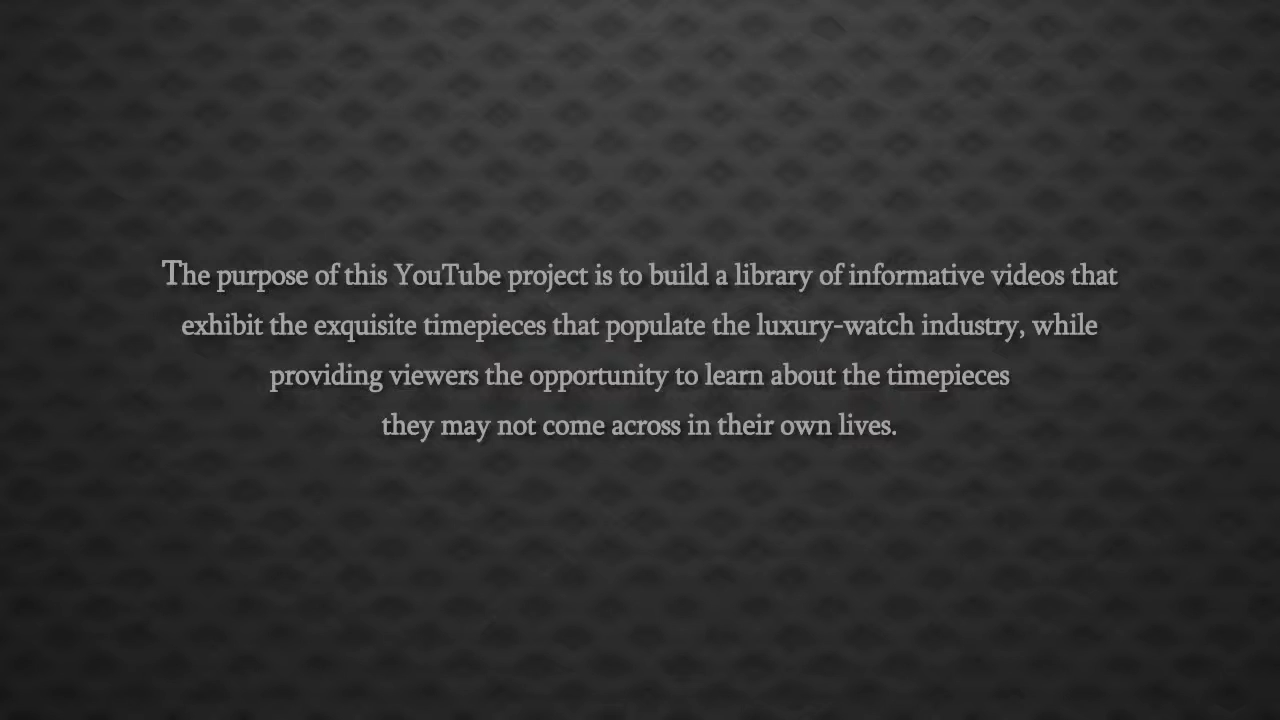 The purpose of this YouTube project is to build a library of informative videos that
exhibit the exquisite timepieces that populate the luxury-watch industry, while
providing viewers the opportunity to learn about the timepieces
they may not come across in their own lives.